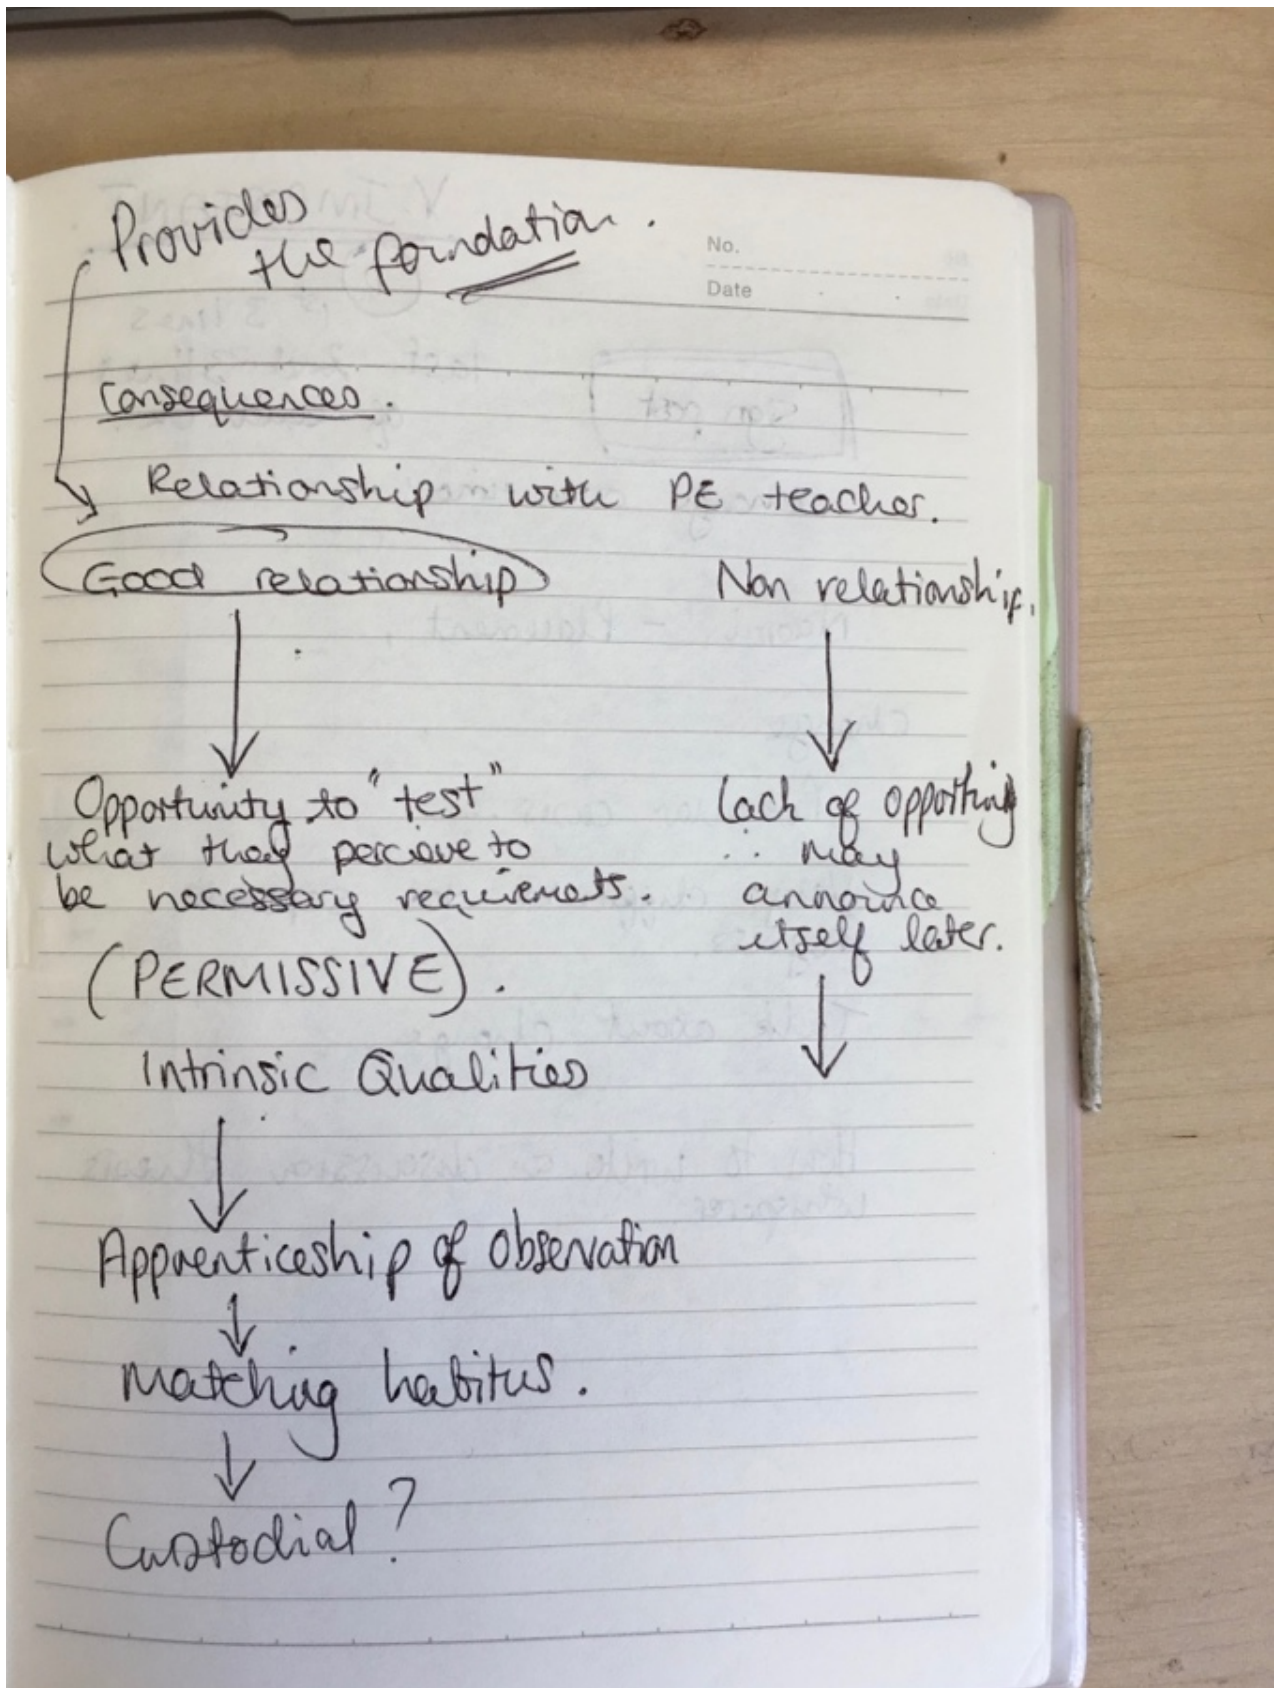 Provides
the foundation.
No.
Date
Consequences.
Relationship with PE teacher.
Good relationship
Non relationship.
Opportunity to "test"
what they percieve to
be necessary requirements.
(PERMISSIVE).
Lack of opporting
may
announce
itself later.
Intrinsic Qualities
Apprenticeship of Observation
Matching habitus.
Custodial?